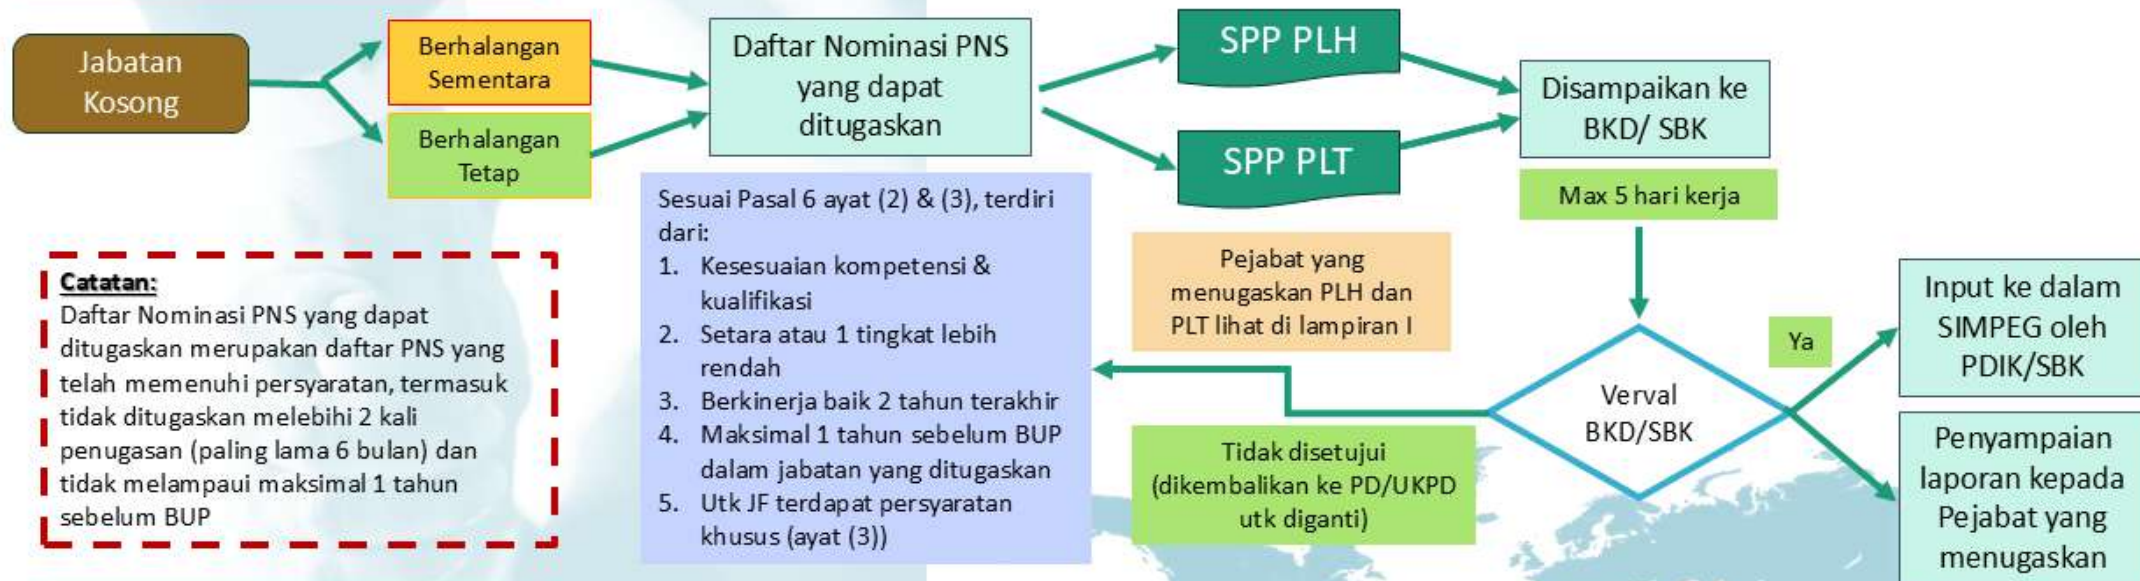 Jabatan
Kosong
Berhalangan
Sementara
Berhalangan
Tetap
Daftar Nominasi PNS
yang dapat
ditugaskan
SPP PLH
SPP PLT
Disampaikan ke
BKD/ SBK
Max 5 hari kerja
Catatan:
Daftar Nominasi PNS yang dapat
ditugaskan merupakan daftar PNS yang
telah memenuhi persyaratan, termasuk
tidak ditugaskan melebihi 2 kali
penugasan (paling lama 6 bulan) dan
tidak melampaui maksimal 1 tahun
sebelum BUP
Sesuai Pasal 6 ayat (2) & (3), terdiri
dari:
1. Kesesuaian kompetensi &
kualifikasi
2. Setara atau 1 tingkat lebih
rendah
3. Berkinerja baik 2 tahun terakhir
4. Maksimal 1 tahun sebelum BUP
dalam jabatan yang ditugaskan
5. Utk JF terdapat persyaratan
khusus (ayat (3))
Pejabat yang
menugaskan PLH dan
PLT lihat di lampiran I
Tidak disetujui
(dikembalikan ke PD/UKPD
utk diganti)
Verval
BKD/SBK
Ya
Input ke dalam
SIMPEG oleh
PDIK/SBK
Penyampaian
laporan kepada
Pejabat yang
menugaskan